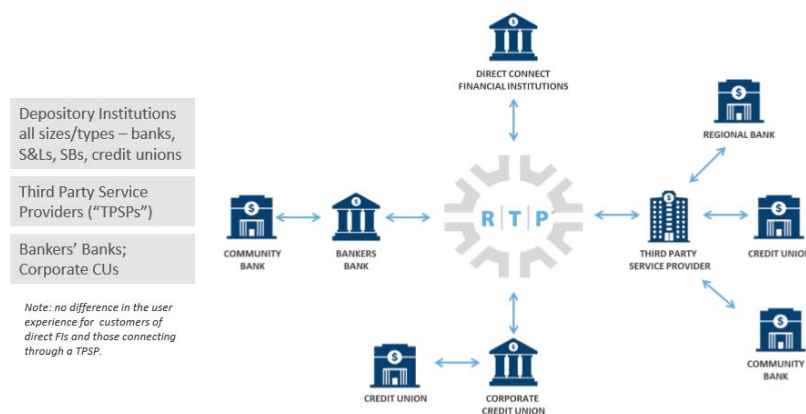 Depository Institutions
all sizes/types – banks,
S&Ls, SBs, credit unions
Third Party Service
Providers (“TPSPs”)
Bankers’ Banks;
Corporate CUs
Note: no difference in the user
experience for customers of
direct FIs and those connecting
through a TPSP.
DIRECT CONNECT
FINANCIAL INSTITUTIONS
REGIONAL BANK
R|T|P
COMMUNITY
BANK
BANKERS
BANK
THIRD PARTY
SERVICE PROVIDER
CREDIT UNION
COMMUNITY
BANK
CREDIT UNION
CORPORATE
CREDIT UNION